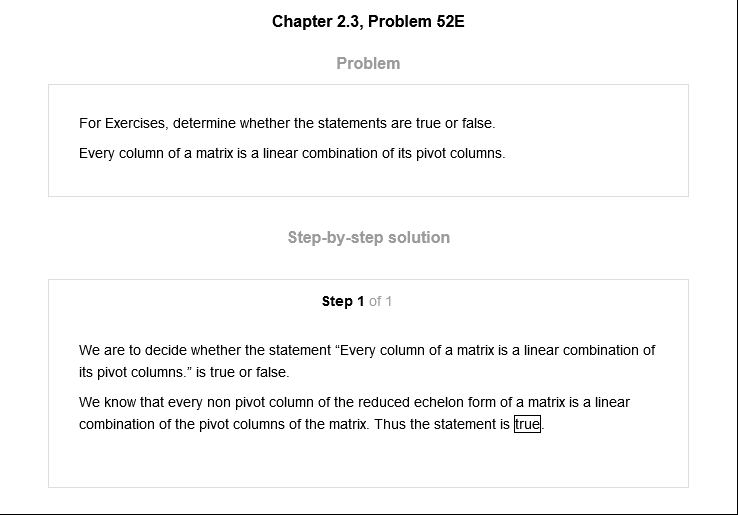 Chapter 2.3, Problem 52E
Problem
For Exercises, determine whether the statements are true or false.
Every column of a matrix is a linear combination of its pivot columns.
Step-by-step solution
Step 1 of 1
We are to decide whether the statement “Every column of a matrix is a linear combination of
its pivot columns.” is true or false.
We know that every non pivot column of the reduced echelon form of a matrix is a linear
combination of the pivot columns of the matrix. Thus the statement is true.